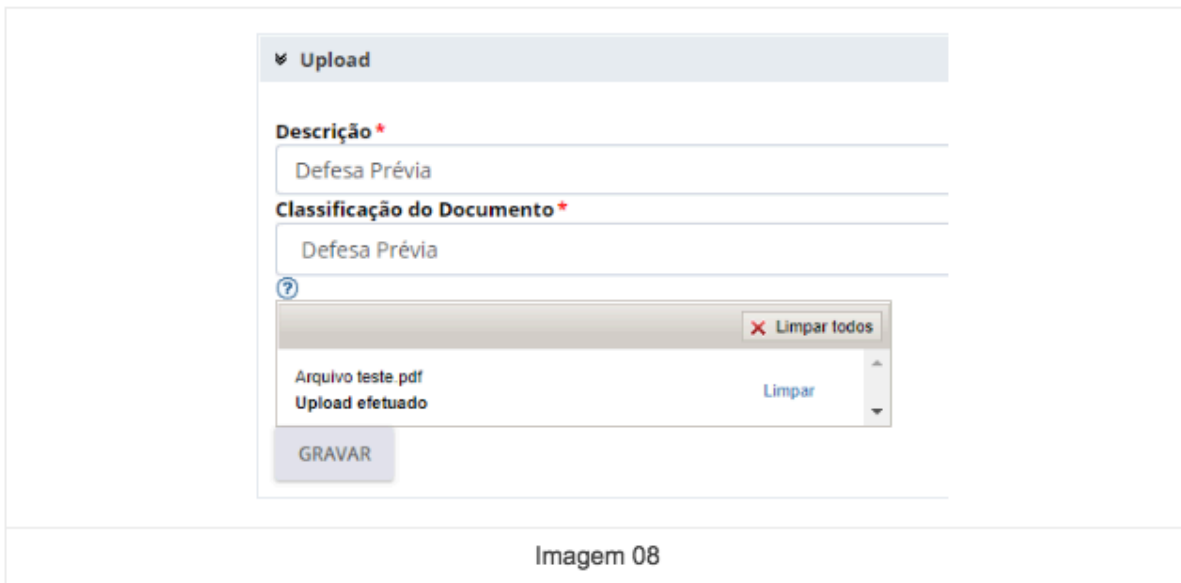 Upload
Descrição *
Defesa Prévia
Classificação do Documento *
Defesa Prévia
?
Limpar todos
Arquivo teste.pdf
Upload efetuado
Limpar
GRAVAR
Imagem 08